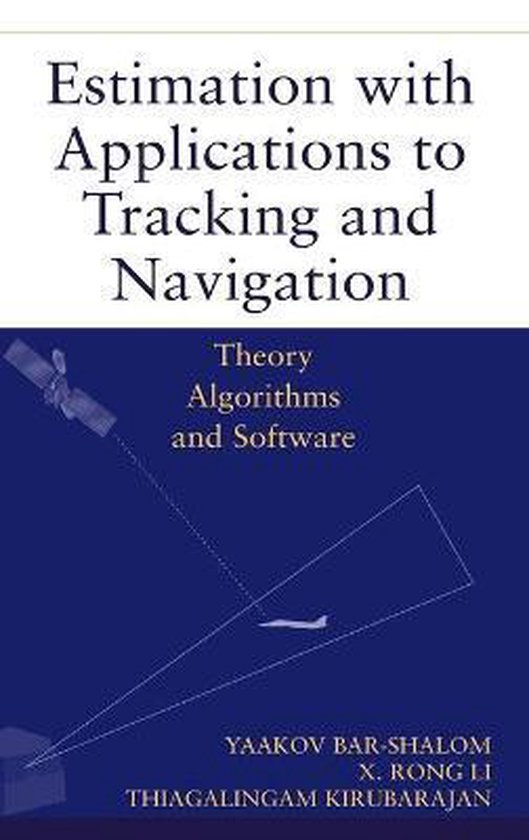 Estimation with
Applications to
Tracking and
Navigation
Theory
Algorithms
and Software
YAAKOV BAR-SHALOM
X. RONG LI
THIAGALINGAM KIRUBARAJAN